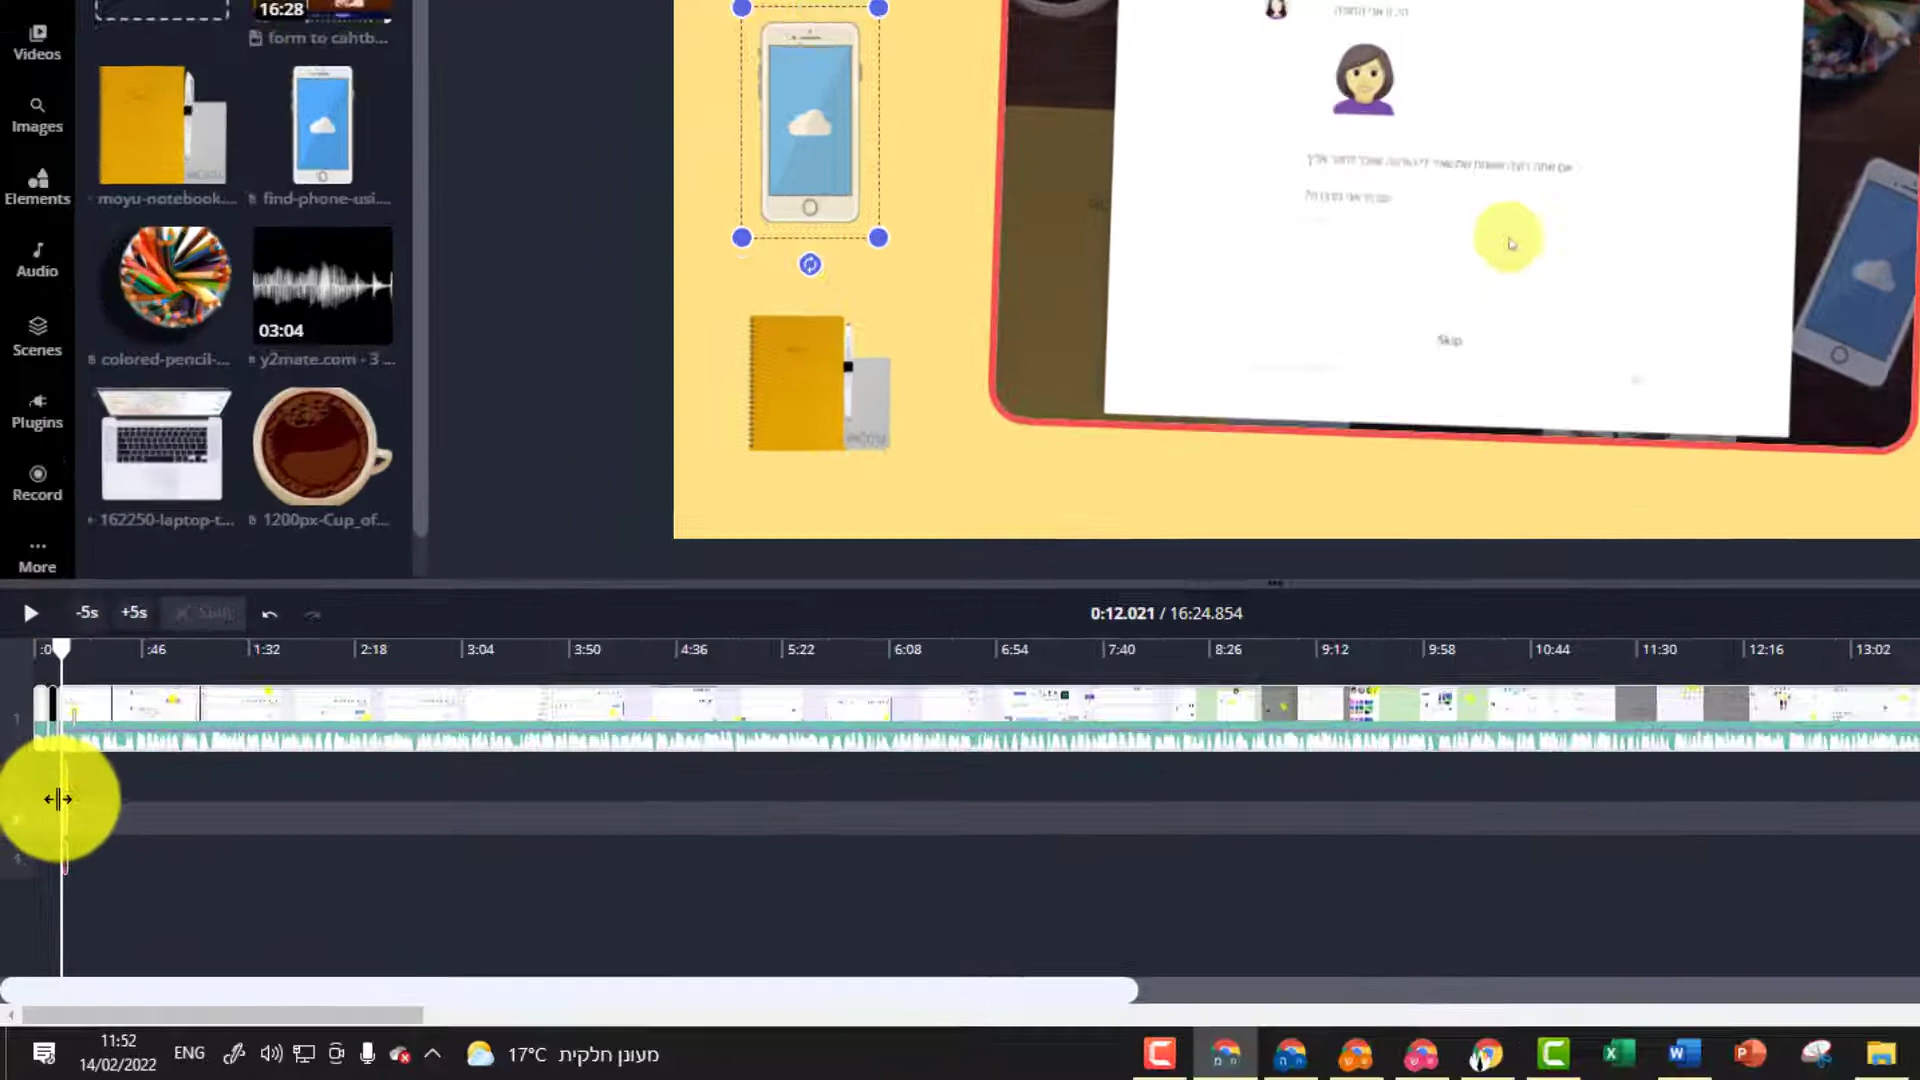 16:28
form to cahtb...
Videos
Images
Elements
Audio
Scenes
Plugins
Record
More
moyu-notebook....
find-phone-usi....
03:04
colored-pencil-...
y2mate.com - 3 ...
162250-laptop-t...
1200px-Cup_of...
Skip
-5s
+5s
Split
0:12.021 / 16:24.854
:0
:46
1:32
2:18
3:04
3:50
4:36
5:22
6:08
6:54
7:40
8:26
9:12
9:58
10:44
11:30
12:16
13:02
1
11:52
14/02/2022
ENG
17°C
מעונן חלקית